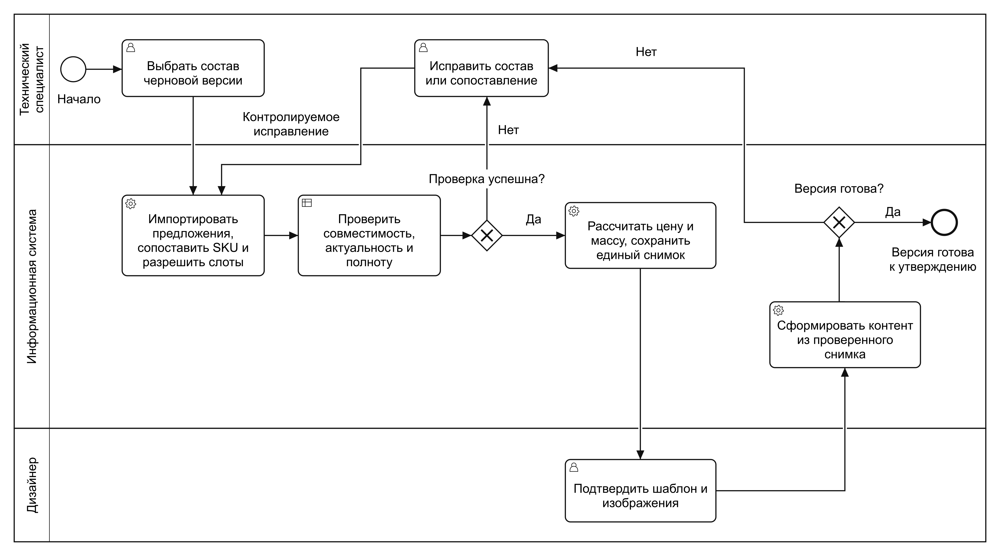 Технический
специалист
Начало
Выбрать состав
черновой версии
Контролируемое
исправление
Исправить состав
или сопоставление
Нет
Нет
Информационная система
Импортировать
предложения,
сопоставить SKU и
разрешить слоты
Проверить
совместимость,
актуальность и
полноту
Проверка успешна?
Да
Рассчитать цену и
массу, сохранить
единый снимок
Версия готова?
Да
Версия готова
к утверждению
Сформировать контент
из проверенного
снимка
Дизайнер
Подтвердить шаблон и
изображения